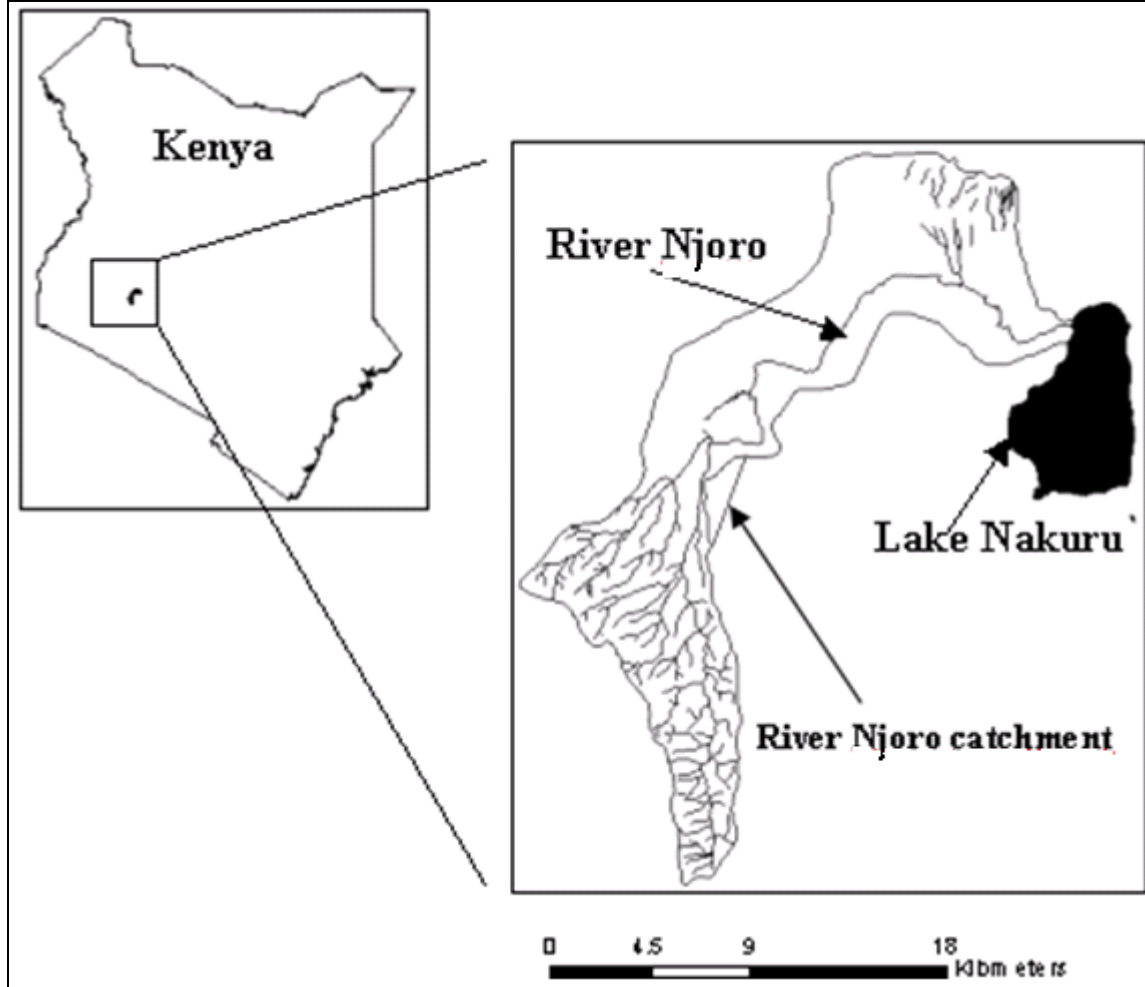 Kenya
River Njoro
Lake Nakuru
River Njoro catchment
0 4.5 9 18
Kilometers